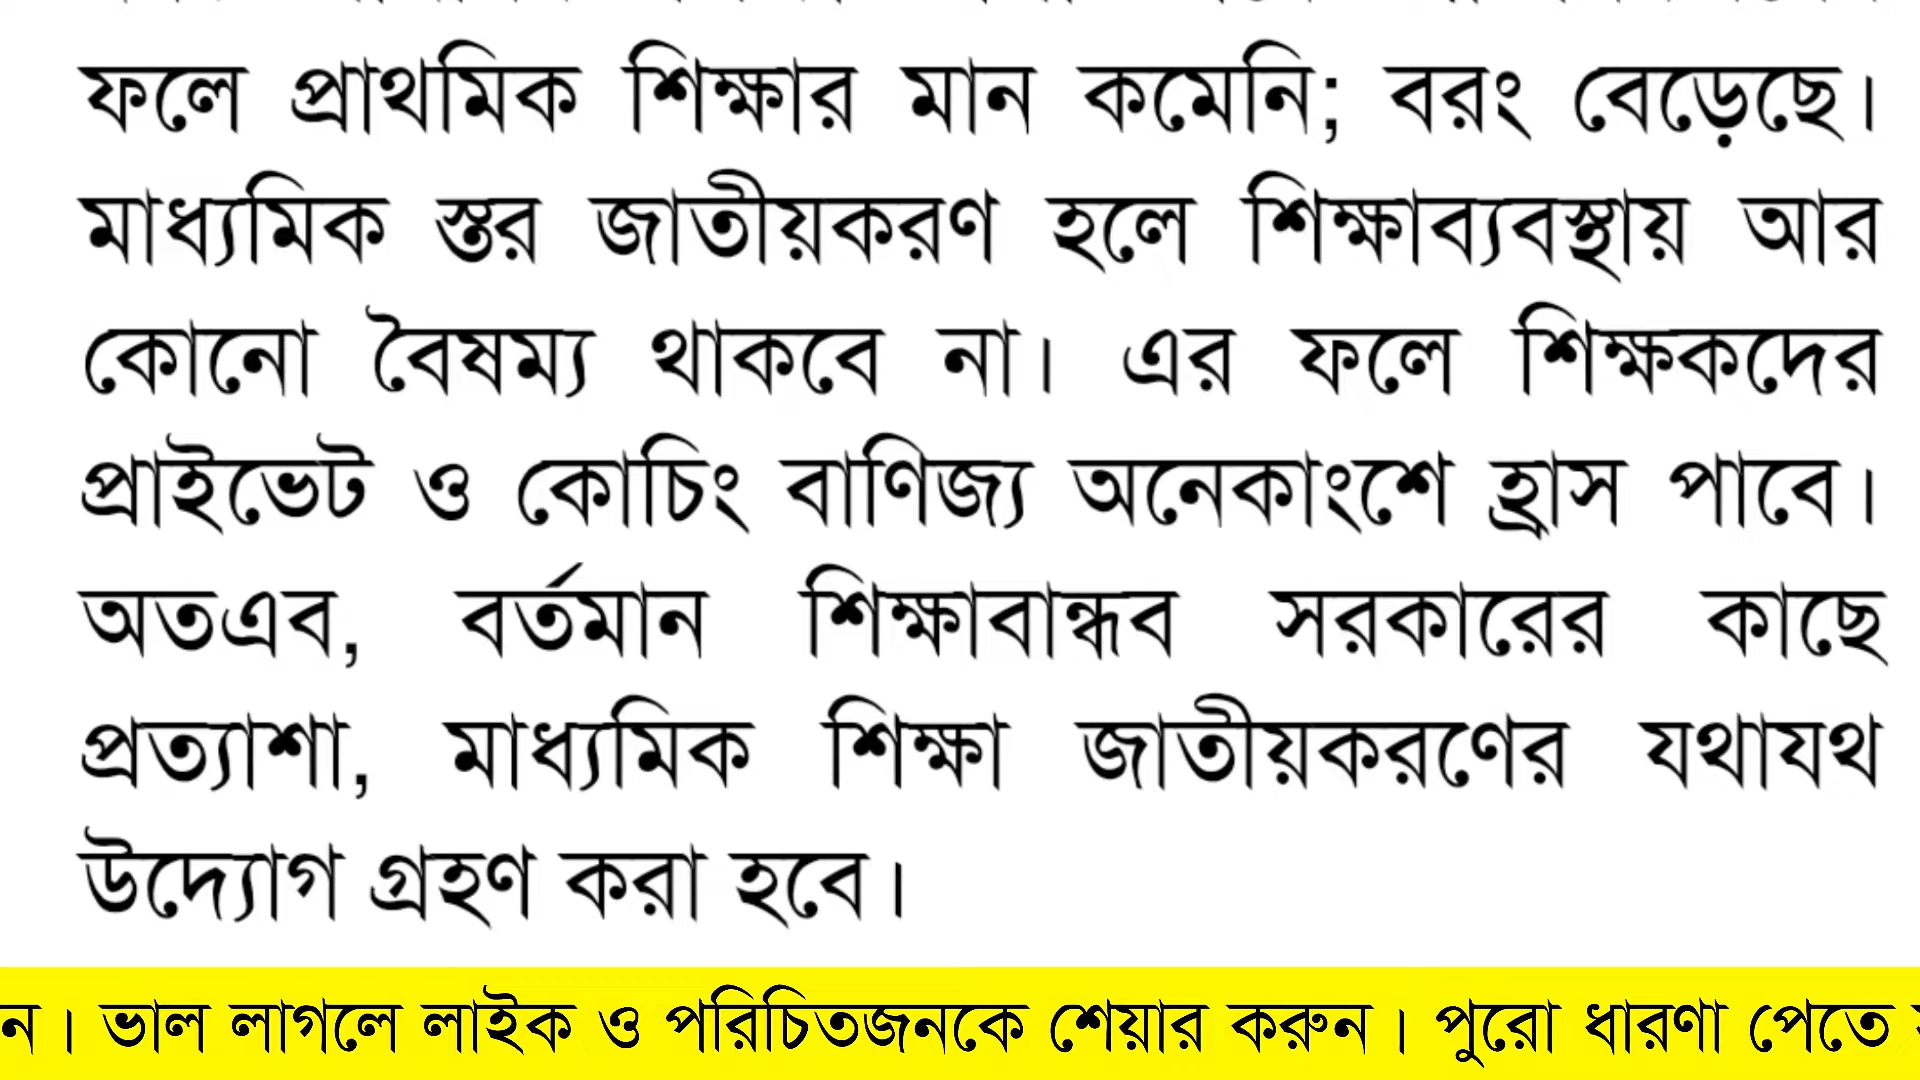 ফলে প্রাথমিক শিক্ষার মান কমেনি; বরং বেড়েছে।
মাধ্যমিক স্তর জাতীয়করণ হলে শিক্ষাব্যবস্থায় আর
কোনো বৈষম্য থাকবে না। এর ফলে শিক্ষকদের
প্রাইভেট ও কোচিং বাণিজ্য অনেকাংশে হ্রাস পাবে।
অতএব, বর্তমান শিক্ষাবান্ধব সরকারের কাছে
প্রত্যাশা, মাধ্যমিক শিক্ষা জাতীয়করণের যথাযথ
উদ্যোগ গ্রহণ করা হবে।
ন। ভাল লাগলে লাইক ও পরিচিতজনকে শেয়ার করুন। পুরো ধারণা পেতে